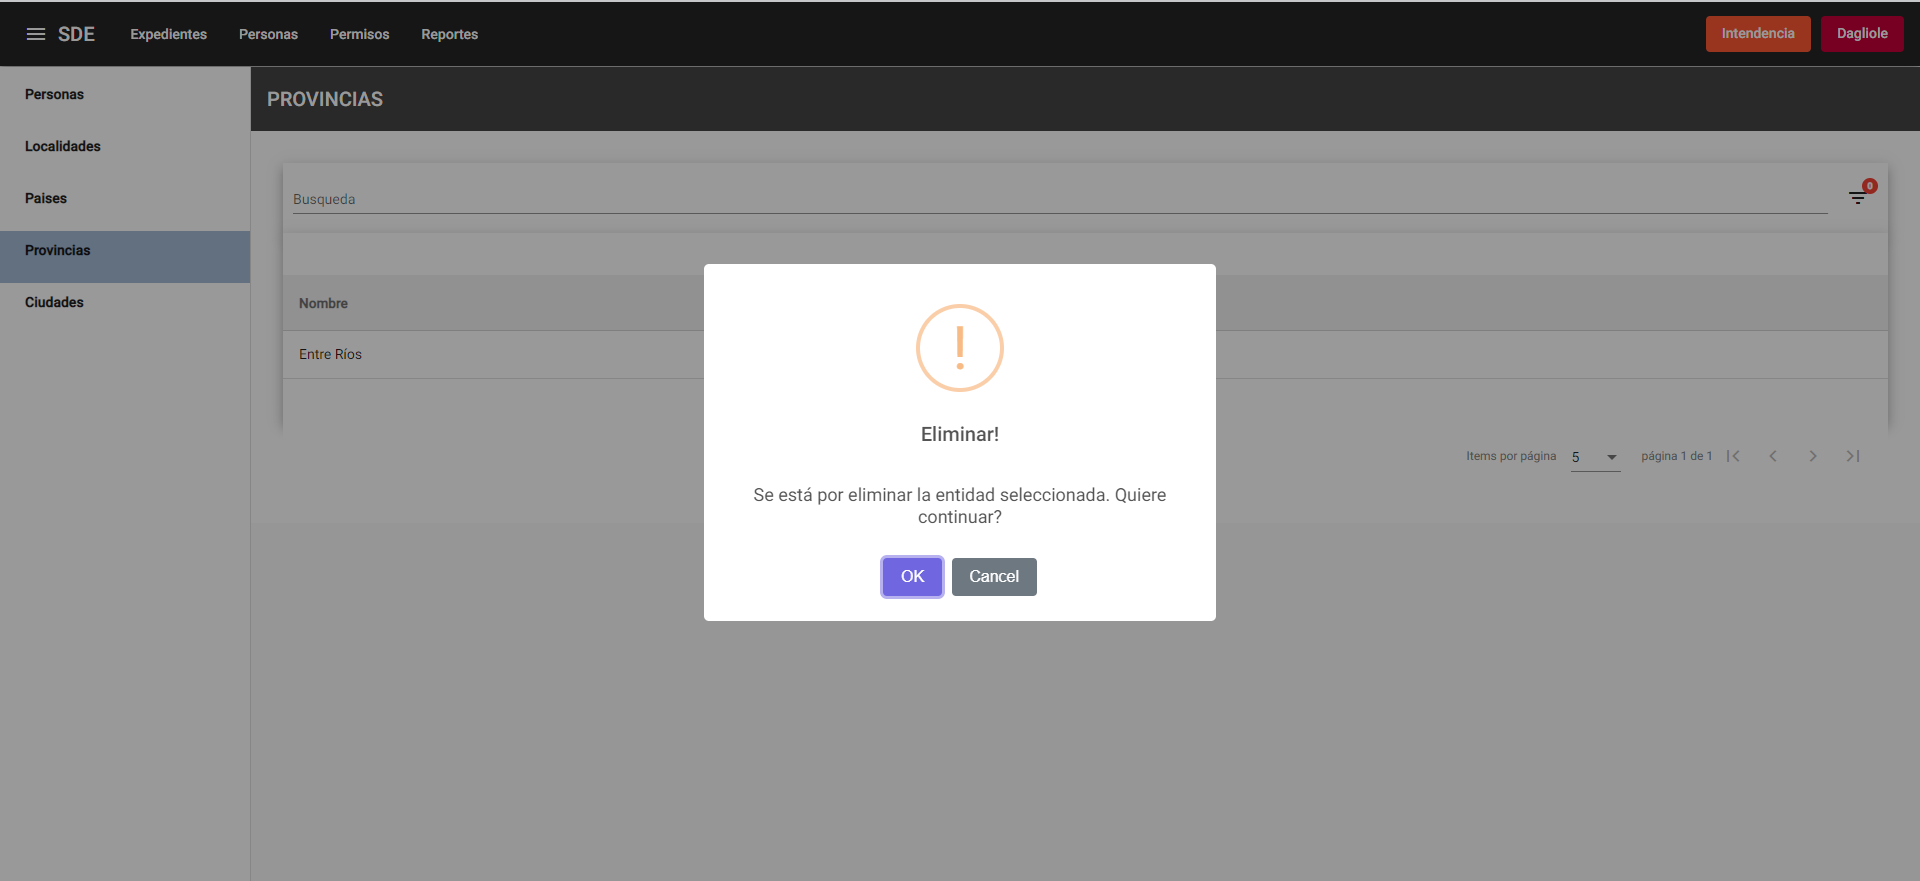 SDE
Expedientes
Personas
Permisos
Reportes
Intendencia
Dagliole
Personas
Localidades
Paises
Provincias
Ciudades
PROVINCIAS
Busqueda
0
Nombre
Entre Ríos
!
Eliminar!
Se está por eliminar la entidad seleccionada. Quiere
continuar?
OK
Cancel
Items por página
5
página 1 de 1